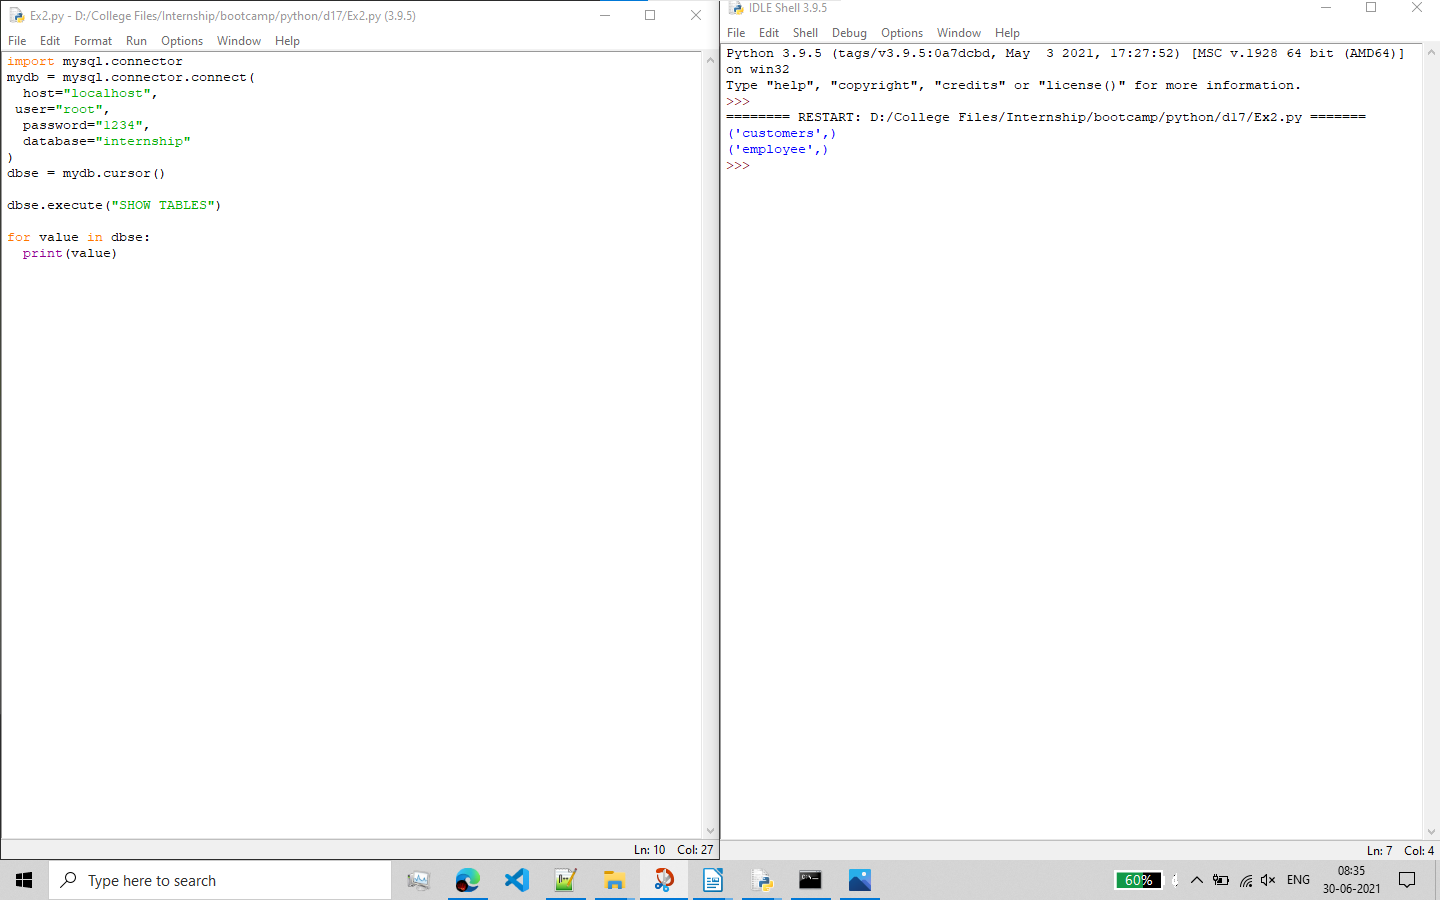 Ex2.py - D:/College Files/Internship/bootcamp/python/d17/Ex2.py (3.9.5)
File Edit Format Run Options Window Help
import mysql.connector
mydb = mysql.connector.connect(
  host="localhost",
 user="root",
  password="1234",
  database="internship"
)
dbse = mydb.cursor()
dbse.execute("SHOW TABLES")
for value in dbse:
  print(value)
Ln: 10 Col: 27
IDLE Shell 3.9.5
File Edit Shell Debug Options Window Help
Python 3.9.5 (tags/v3.9.5:0a7dcbd, May  3 2021, 17:27:52) [MSC v.1928 64 bit (AMD64)]
on win32
Type "help", "copyright", "credits" or "license()" for more information.
>>>
======== RESTART: D:/College Files/Internship/bootcamp/python/d17/Ex2.py =======
('customers',)
('employee',)
>>>
Ln: 7 Col: 4
Type here to search
60%
ENG
08:35
30-06-2021